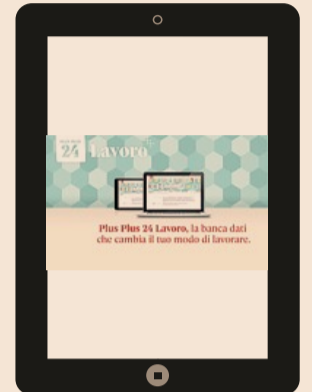 24 Lavoro
Plus Plus 24 Lavoro, la banca dati
che cambia il tuo modo di lavorare.